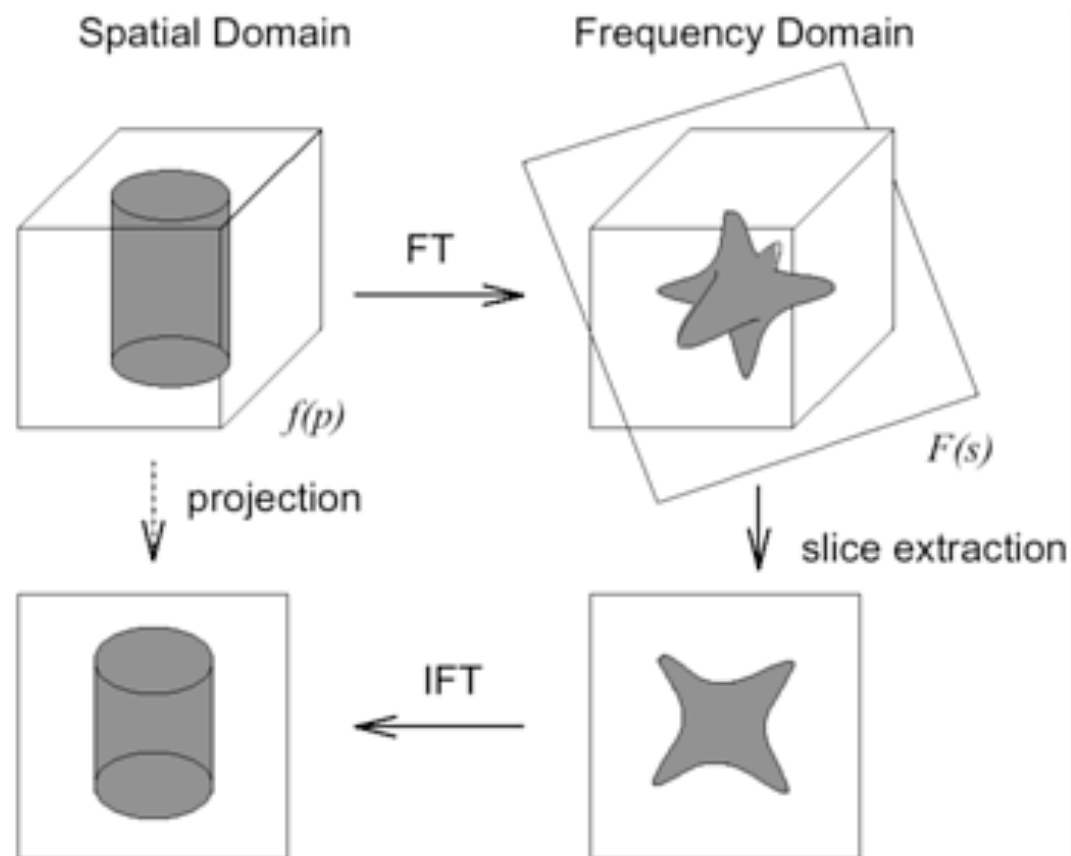 Spatial Domain
Frequency Domain
FT
f(p)
F(s)
projection
slice extraction
IFT